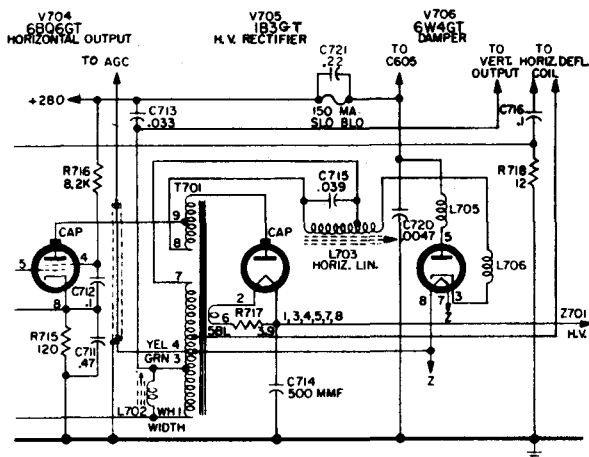 V704
6BQ6GT
HORIZONTAL OUTPUT
V705
1B3GT
H.V. RECTIFIER
V706
6W4GT
DAMPER
TO AGC
C721
.22
TO
C605
TO
VERT.
OUTPUT
TO
HORIZ. DEFL.
COIL
+280
C713
.033
150 MA
SLO BLO
C716
.1
R716
8.2K
T701
C715
.039
R718
12
9
CAP
8
CAP
L703
HORIZ. LIN.
C720
.0047
L705
5
5
4
7
L706
C712
.1
8
2
8
7
3
Z
6
R717
3.9
1,3,4,5,7,8
Z701
H.V.
5BL
R715
120
C711
.47
YEL 4
GRN 3
Z
C714
500 MMF
L702
WH 1
WIDTH